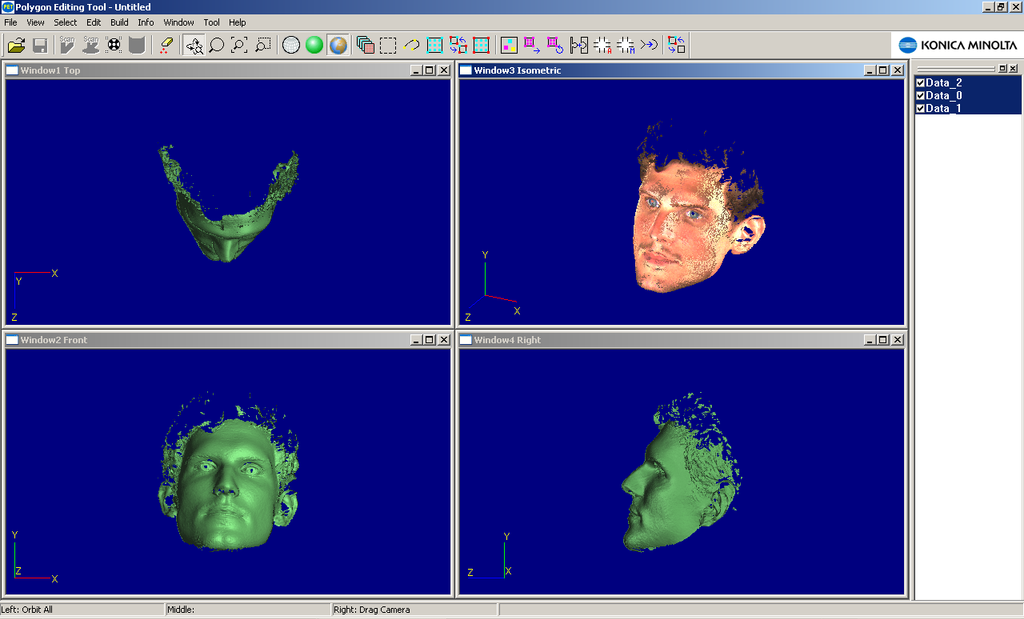 Polygon Editing Tool - Untitled
File View Select Edit Build Info Window Tool Help
Scan Scan
KONICA MINOLTA
Window1 Top
X
Y
Z
Window3 Isometric
Y
X
Z
Data_2
Data_0
Data_1
Window2 Front
Y
Z
X
Window4 Right
Y
Z
X
Left: Orbit All
Middle:
Right: Drag Camera